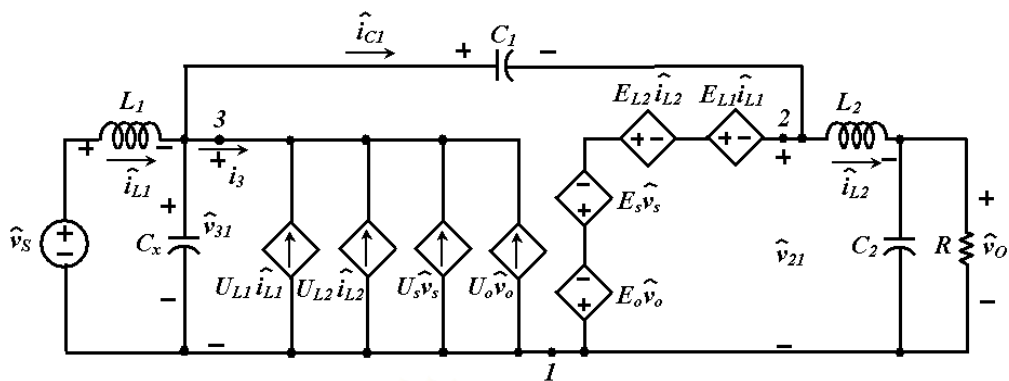 î_C1 + C_1 −
E_L2 î_L2 E_L1 î_L1
L_1 3 + − + − 2 L_2
+ − + + −
î_L1 i_3 î_L2
+ − + E_s v̂_s +
v̂_S + − C_x v̂_31 v̂_21 C_2 R v̂_O
U_L1 î_L1 U_L2 î_L2 U_s v̂_s U_o v̂_o − + E_o v̂_o
− − − −
1